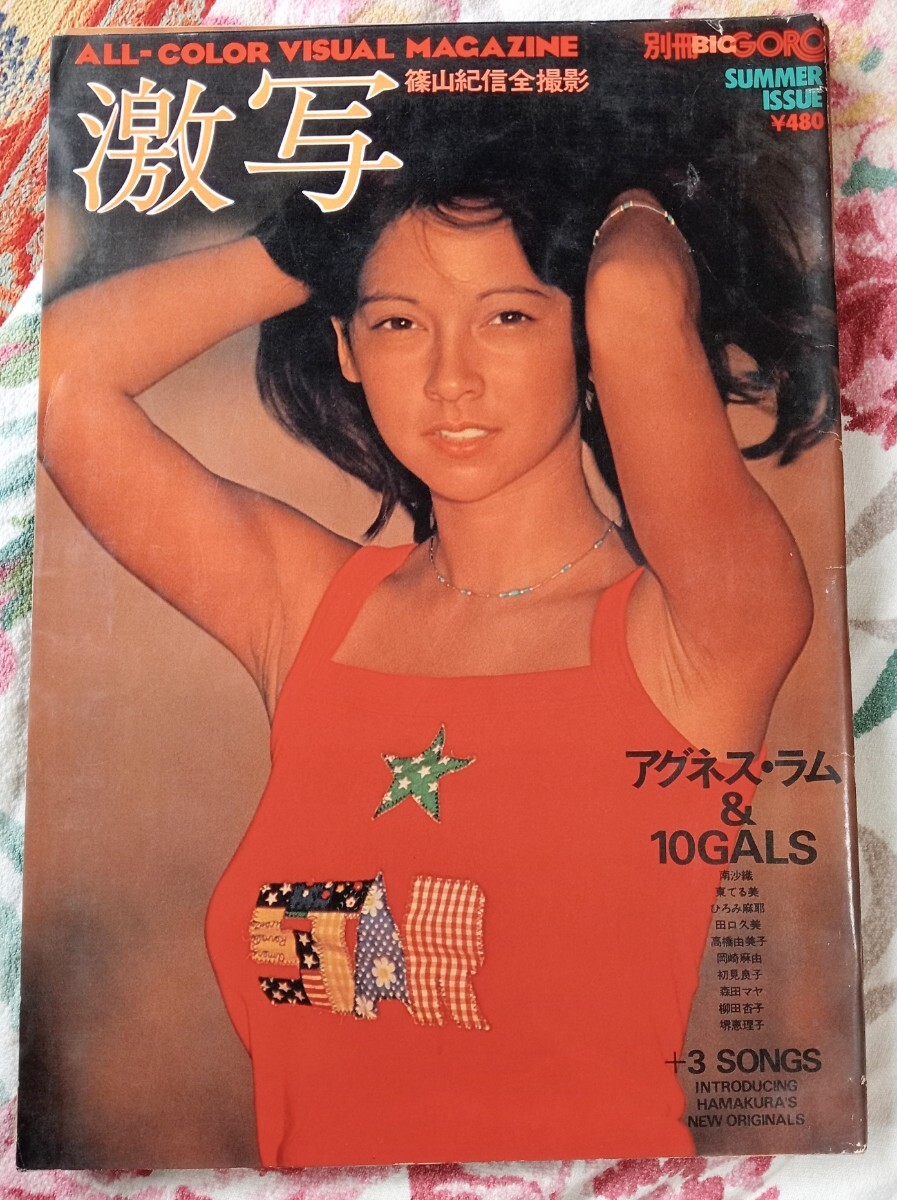 ALL-COLOR VISUAL MAGAZINE
別冊BIGGORO
SUMMER
ISSUE
¥480
激写
篠山紀信全撮影
STAR
アグネス・ラム
&
10GALS
南沙織
東てる美
ひろみ麻耶
田口久美
高橋由美子
岡崎麻由
初見良子
森田マヤ
柳田杏子
堺恵理子
+3 SONGS
INTRODUCING
HAMAKURA'S
NEW ORIGINALS